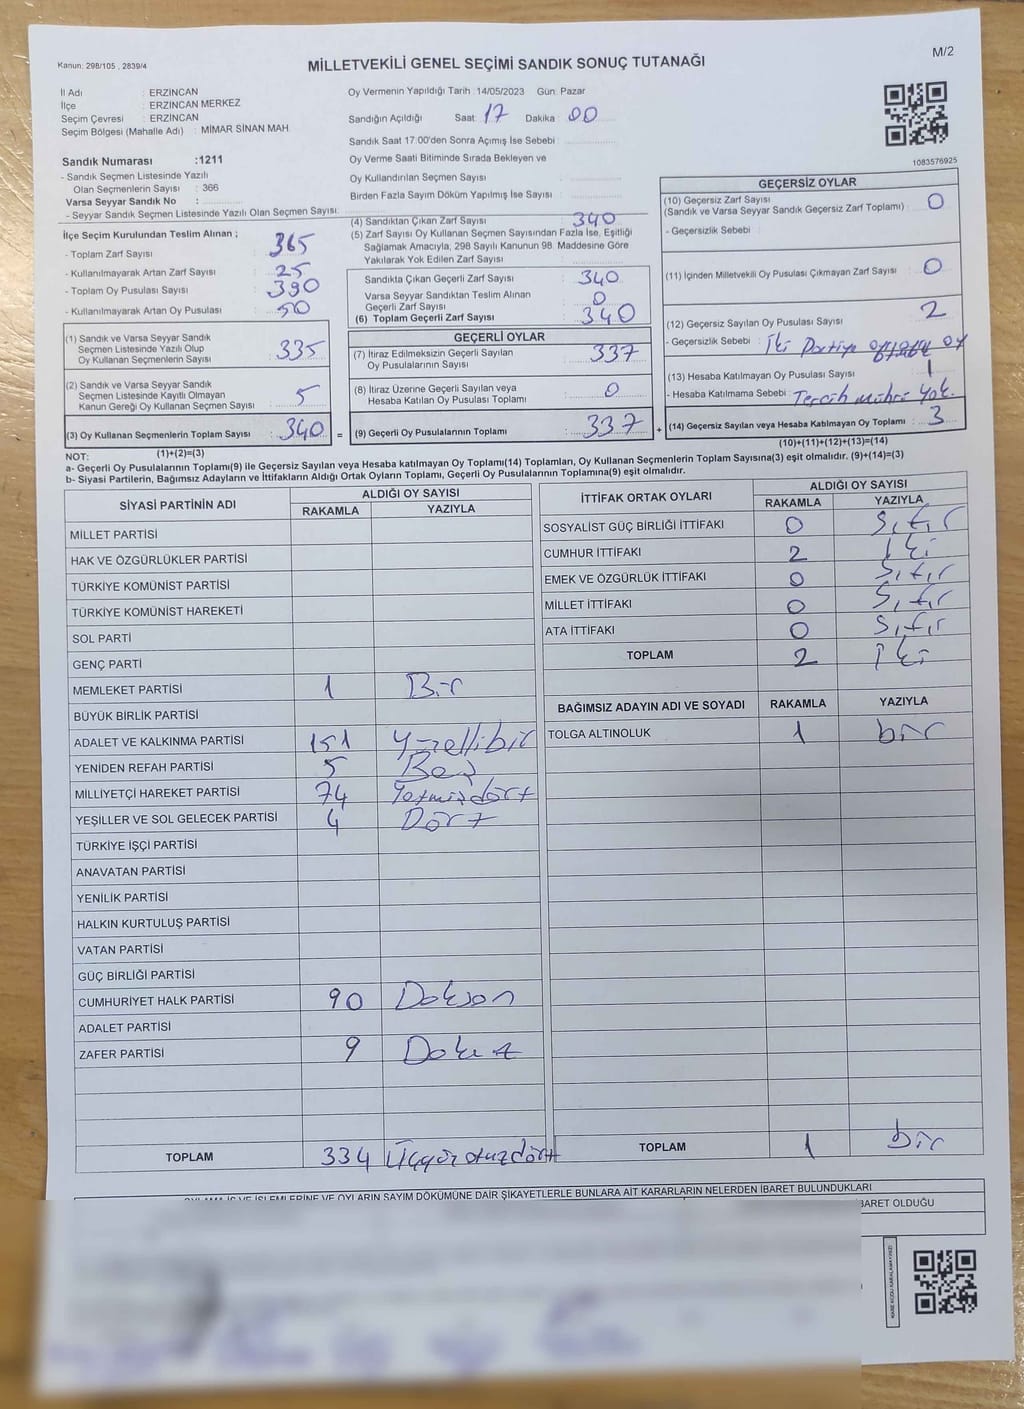 Kanun: 298/105 , 2839/4
MİLLETVEKİLİ GENEL SEÇİMİ SANDIK SONUÇ TUTANAĞI
M/2
İl Adı : ERZİNCAN
İlçe : ERZİNCAN MERKEZ
Seçim Çevresi : ERZİNCAN
Seçim Bölgesi (Mahalle Adı) : MİMAR SİNAN MAH.
Sandık Numarası :1211
- Sandık Seçmen Listesinde Yazılı
Olan Seçmenlerin Sayısı : 366
Varsa Seyyar Sandık No :
- Seyyar Sandık Seçmen Listesinde Yazılı Olan Seçmen Sayısı:
Oy Vermenin Yapıldığı Tarih : 14/05/2023 Gün: Pazar
Sandığın Açıldığı Saat: 17 Dakika : 00
Sandık Saat 17:00'den Sonra Açımış İse Sebebi :
Oy Verme Saati Bitiminde Sırada Bekleyen ve
Oy Kullandırılan Seçmen Sayısı :
Birden Fazla Sayım Döküm Yapılmış İse Sayısı :
1083576925
İlçe Seçim Kurulundan Teslim Alınan ;
- Toplam Zarf Sayısı : 365
- Kullanılmayarak Artan Zarf Sayısı : 25
- Toplam Oy Pusulası Sayısı : 390
- Kullanılmayarak Artan Oy Pusulası : 50
(1) Sandık ve Varsa Seyyar Sandık
Seçmen Listesinde Yazılı Olup
Oy Kullanan Seçmenlerin Sayısı : 335
(2) Sandık ve Varsa Seyyar Sandık
Seçmen Listesinde Kayıtlı Olmayan
Kanun Gereği Oy Kullanan Seçmen Sayısı : 5
(3) Oy Kullanan Seçmenlerin Toplam Sayısı : 340 =
(1)+(2)=(3)
(4) Sandıktan Çıkan Zarf Sayısı : 340
(5) Zarf Sayısı Oy Kullanan Seçmen Sayısından Fazla İse, Eşitliği
Sağlamak Amacıyla, 298 Sayılı Kanunun 98. Maddesine Göre
Yakılarak Yok Edilen Zarf Sayısı :
Sandıkta Çıkan Geçerli Zarf Sayısı : 340
Varsa Seyyar Sandıktan Teslim Alınan
Geçerli Zarf Sayısı : 0
(6) Toplam Geçerli Zarf Sayısı : 340
GEÇERLİ OYLAR
(7) İtiraz Edilmeksizin Geçerli Sayılan
Oy Pusulalarının Sayısı : 337
(8) İtiraz Üzerine Geçerli Sayılan veya
Hesaba Katılan Oy Pusulası Toplamı : 0
(9) Geçerli Oy Pusulalarının Toplamı : 337 +
GEÇERSİZ OYLAR
(10) Geçersiz Zarf Sayısı
(Sandık ve Varsa Seyyar Sandık Geçersiz Zarf Toplamı) : 0
- Geçersizlik Sebebi :
(11) İçinden Milletvekili Oy Pusulası Çıkmayan Zarf Sayısı : 0
(12) Geçersiz Sayılan Oy Pusulası Sayısı : 2
- Geçersizlik Sebebi : İki Partiye oy
(13) Hesaba Katılmayan Oy Pusulası Sayısı : 1
- Hesaba Katılmama Sebebi : Tercih mührü yok.
(14) Geçersiz Sayılan veya Hesaba Katılmayan Oy Toplamı : 3
(10)+(11)+(12)+(13)=(14)
NOT:
a- Geçerli Oy Pusulalarının Toplamı(9) ile Geçersiz Sayılan veya Hesaba katılmayan Oy Toplamı(14) Toplamları, Oy Kullanan Seçmenlerin Toplam Sayısına(3) eşit olmalıdır. (9)+(14)=(3)
b- Siyasi Partilerin, Bağımsız Adayların ve İttifakların Aldığı Ortak Oyların Toplamı, Geçerli Oy Pusulalarının Toplamına(9) eşit olmalıdır.
SİYASİ PARTİNİN ADI ALDIĞI OY SAYISI
RAKAMLA YAZIYLA
MİLLET PARTİSİ
HAK VE ÖZGÜRLÜKLER PARTİSİ
TÜRKİYE KOMÜNİST PARTİSİ
TÜRKİYE KOMÜNİST HAREKETİ
SOL PARTİ
GENÇ PARTİ
MEMLEKET PARTİSİ 1 Bir
BÜYÜK BİRLİK PARTİSİ
ADALET VE KALKINMA PARTİSİ 151 Yüzellibir
YENİDEN REFAH PARTİSİ 5 Beş
MİLLİYETÇİ HAREKET PARTİSİ 74 Yetmişdört
YEŞİLLER VE SOL GELECEK PARTİSİ 4 Dört
TÜRKİYE İŞÇİ PARTİSİ
ANAVATAN PARTİSİ
YENİLİK PARTİSİ
HALKIN KURTULUŞ PARTİSİ
VATAN PARTİSİ
GÜÇ BİRLİĞİ PARTİSİ
CUMHURİYET HALK PARTİSİ 90 Doksan
ADALET PARTİSİ
ZAFER PARTİSİ 9 Dokuz
TOPLAM 334 Üçyüzotuzdört
İTTİFAK ORTAK OYLARI ALDIĞI OY SAYISI
RAKAMLA YAZIYLA
SOSYALİST GÜÇ BİRLİĞİ İTTİFAKI 0 Sıfır
CUMHUR İTTİFAKI 2 İki
EMEK VE ÖZGÜRLÜK İTTİFAKI 0 Sıfır
MİLLET İTTİFAKI 0 Sıfır
ATA İTTİFAKI 0 Sıfır
TOPLAM 2 İki
BAĞIMSIZ ADAYIN ADI VE SOYADI RAKAMLA YAZIYLA
TOLGA ALTINOLUK 1 bir
TOPLAM 1 bir
OYLAMA İŞ VE İŞLEMLERİNE VE OYLARIN SAYIM DÖKÜMÜNE DAİR ŞİKAYETLERLE BUNLARA AİT KARARLARIN NELERDEN İBARET BULUNDUKLARI
İBARET OLDUĞU